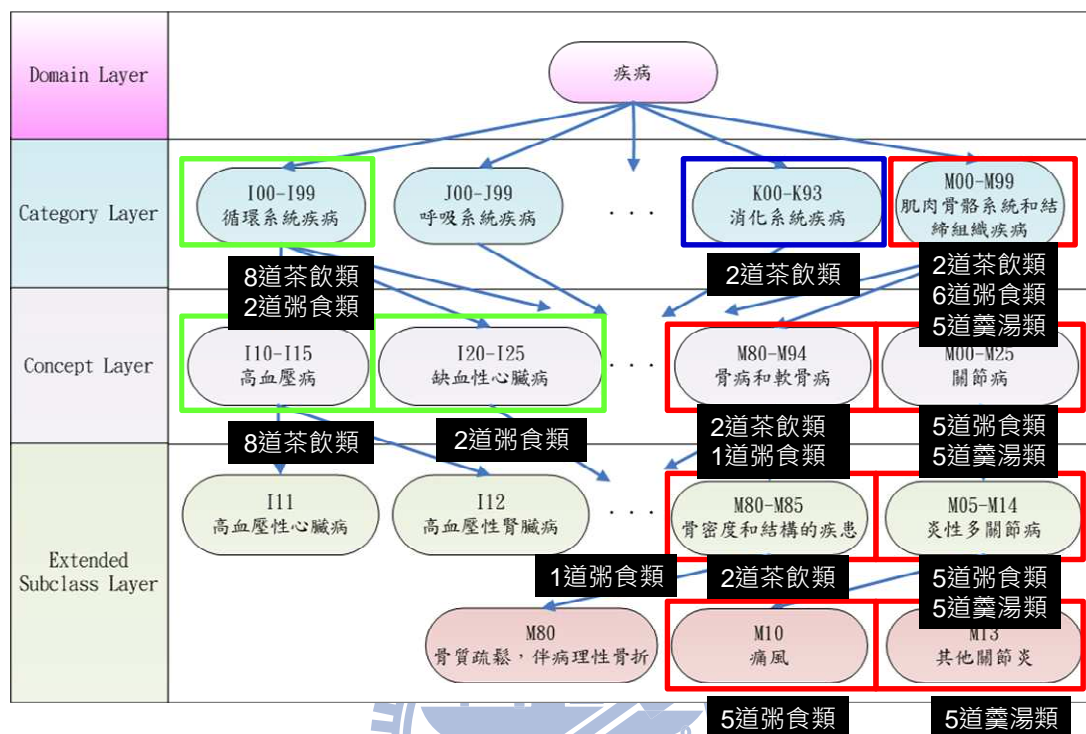 Domain Layer
疾病
Category Layer
I00-I99
循環系統疾病
J00-J99
呼吸系統疾病
. . .
K00-K93
消化系統疾病
M00-M99
肌肉骨骼系統和結
締組織疾病
8道茶飲類
2道粥食類
2道茶飲類
2道茶飲類
6道粥食類
5道羹湯類
Concept Layer
I10-I15
高血壓病
I20-I25
缺血性心臟病
. . .
M80-M94
骨病和軟骨病
M00-M25
關節病
8道茶飲類
2道粥食類
2道茶飲類
1道粥食類
5道粥食類
5道羹湯類
Extended
Subclass Layer
I11
高血壓性心臟病
I12
高血壓性腎臟病
. . .
M80-M85
骨密度和結構的疾患
M05-M14
炎性多關節病
1道粥食類
2道茶飲類
5道粥食類
5道羹湯類
M80
骨質疏鬆，伴病理性骨折
M10
痛風
M13
其他關節炎
5道粥食類
5道羹湯類